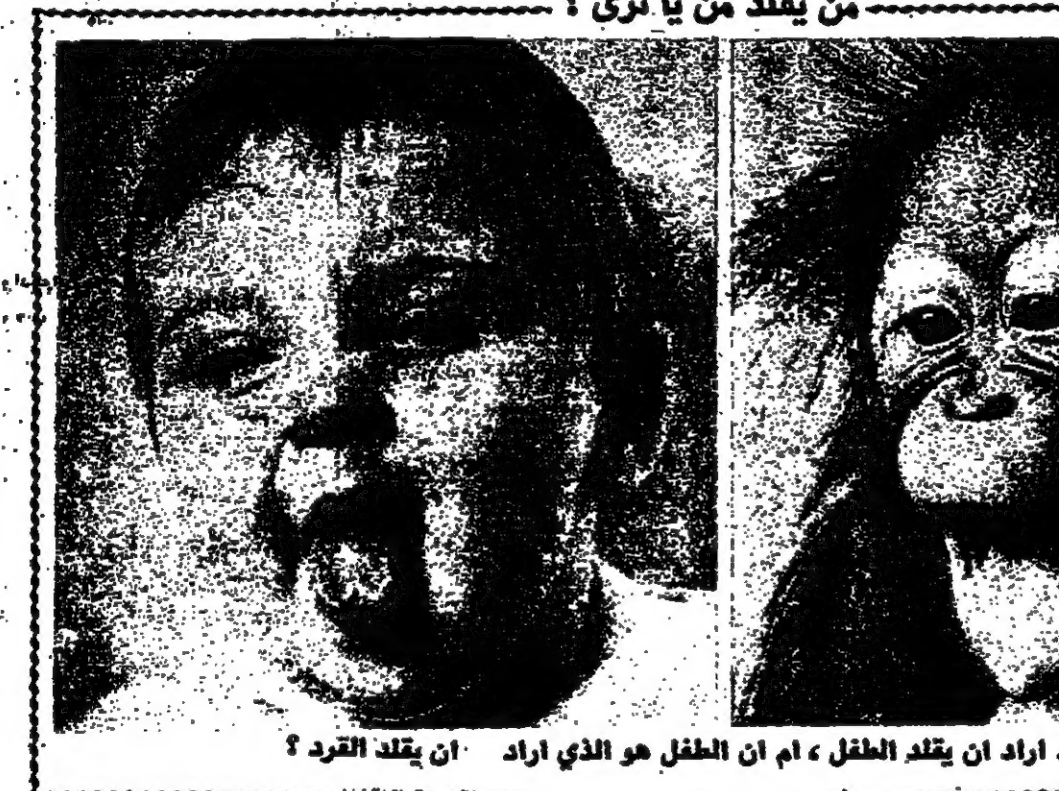 من يقلد من يا ترى ؟
اراد ان يقلد الطفل ، ام ان الطفل هو الذي اراد ان يقلد القرد ؟